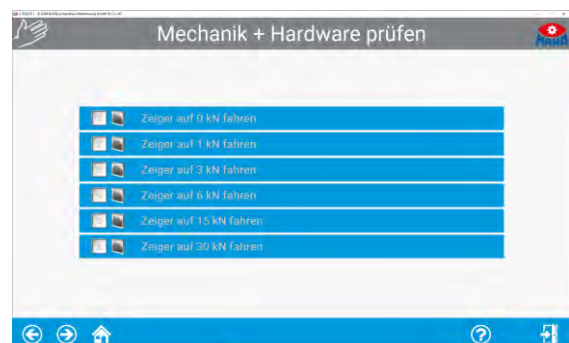 Mechanik + Hardware prüfen
MAHA
Zeiger auf 0 kN fahren
Zeiger auf 1 kN fahren
Zeiger auf 3 kN fahren
Zeiger auf 6 kN fahren
Zeiger auf 15 kN fahren
Zeiger auf 30 kN fahren
?